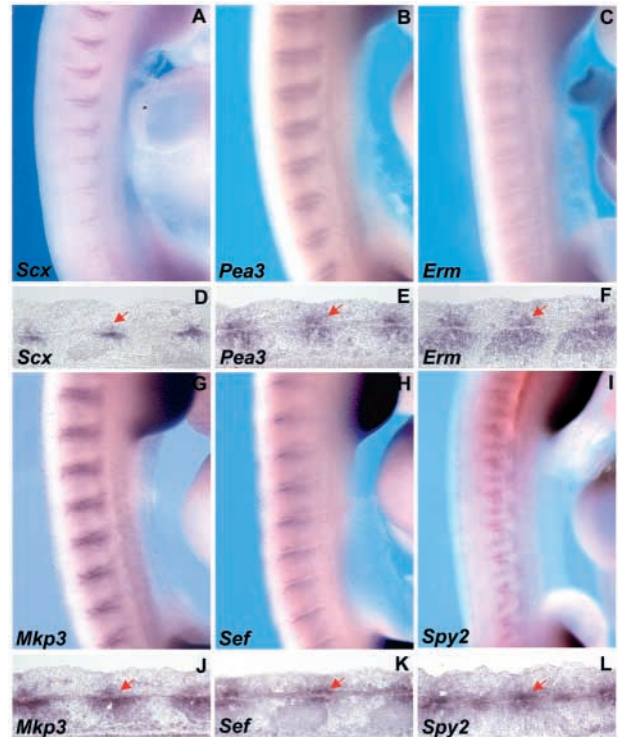 A
B
C
Scx
Pea3
Erm
D
E
F
Scx
Pea3
Erm
G
H
I
Mkp3
Sef
Spy2
J
K
L
Mkp3
Sef
Spy2